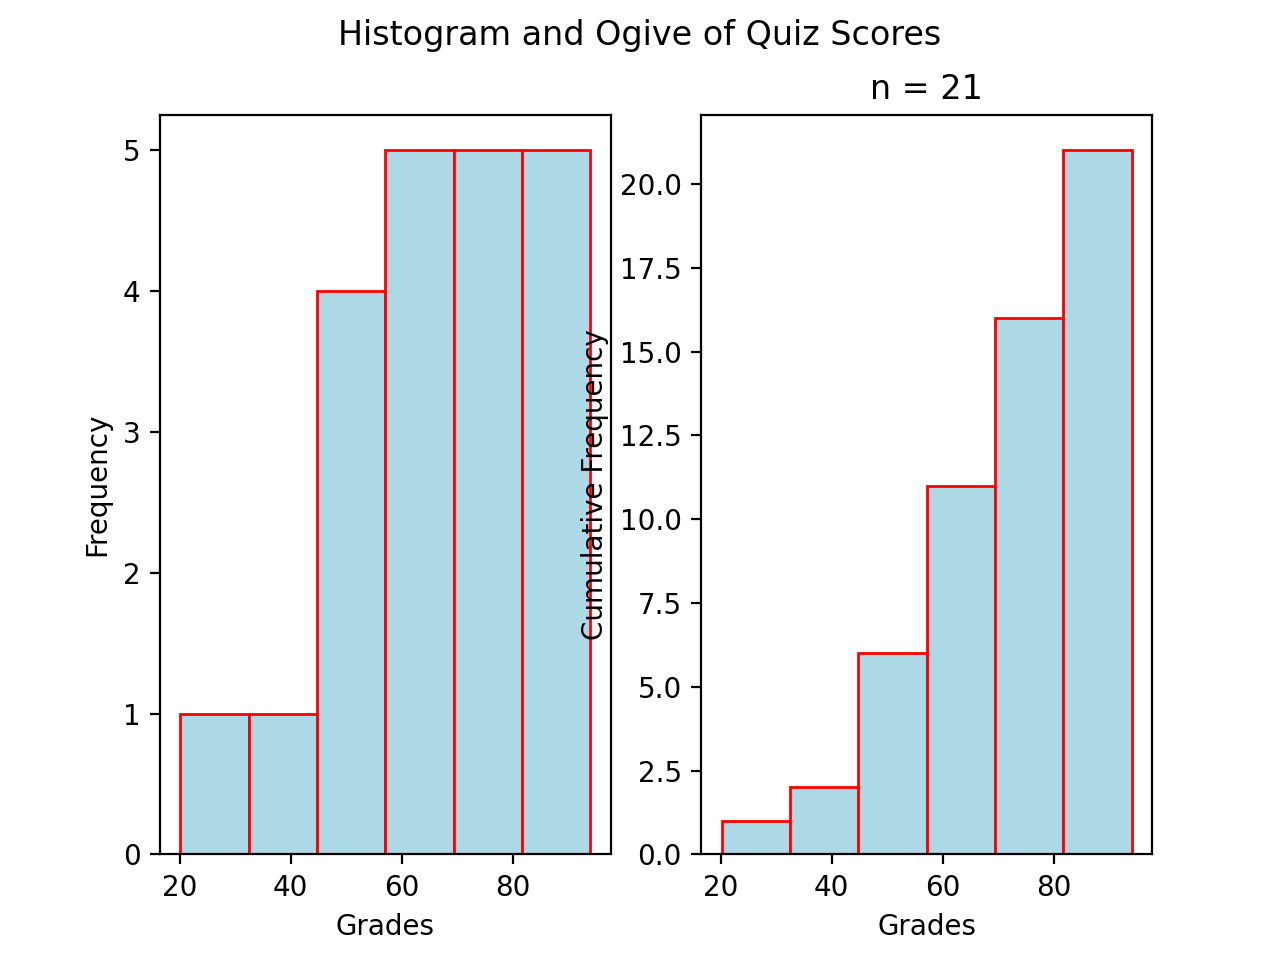 Histogram and Ogive of Quiz Scores
n = 21
5
4
3
2
1
0
Frequency
20 40 60 80
Grades
20.0
17.5
15.0
12.5
10.0
7.5
5.0
2.5
0.0
Cumulative Frequency
20 40 60 80
Grades